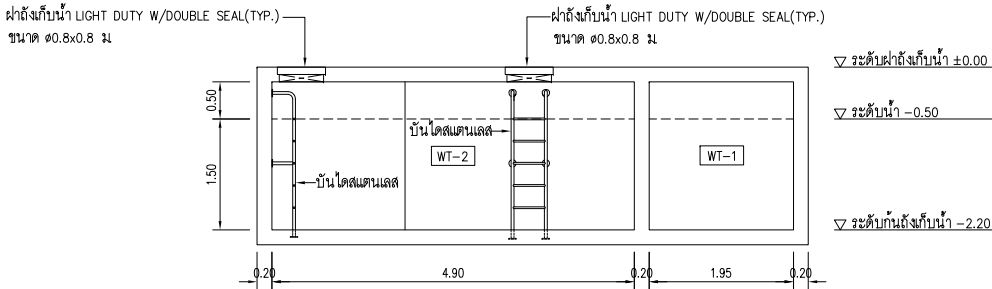 ฝาถังเก็บน้ำ LIGHT DUTY W/DOUBLE SEAL(TYP.)
ขนาด ø0.8x0.8 ม.
ฝาถังเก็บน้ำ LIGHT DUTY W/DOUBLE SEAL(TYP.)
ขนาด ø0.8x0.8 ม.
ระดับฝาถังเก็บน้ำ ±0.00
0.50
ระดับน้ำ -0.50
บันไดสแตนเลส
WT-2
WT-1
1.50
บันไดสแตนเลส
ระดับก้นถังเก็บน้ำ -2.20
0.20
4.90
0.20
1.95
0.20